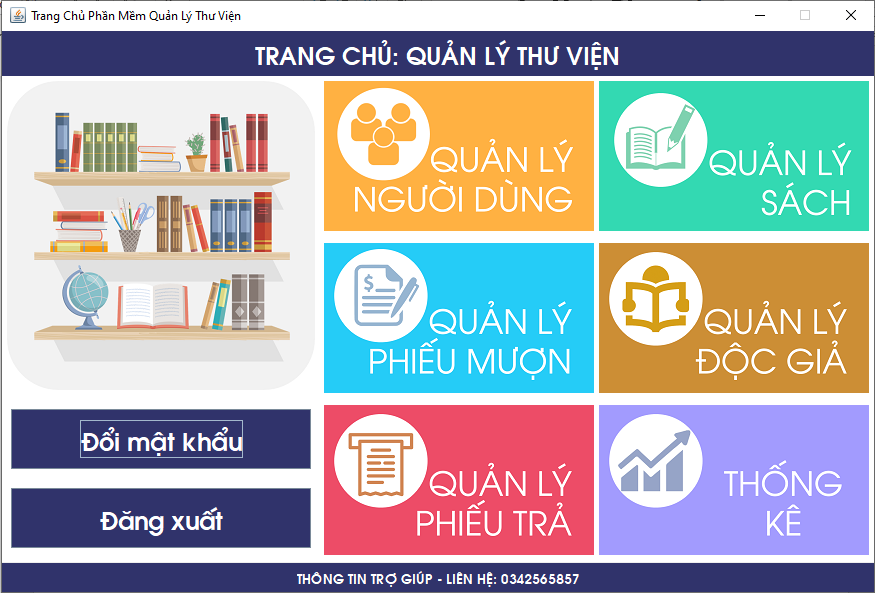 Trang Chủ Phần Mềm Quản Lý Thư Viện
TRANG CHỦ: QUẢN LÝ THƯ VIỆN
QUẢN LÝ
NGƯỜI DÙNG
QUẢN LÝ
SÁCH
$
QUẢN LÝ
PHIẾU MƯỢN
QUẢN LÝ
ĐỘC GIẢ
Đổi mật khẩu
QUẢN LÝ
PHIẾU TRẢ
THỐNG
KÊ
Đăng xuất
THÔNG TIN TRỢ GIÚP - LIÊN HỆ: 0342565857